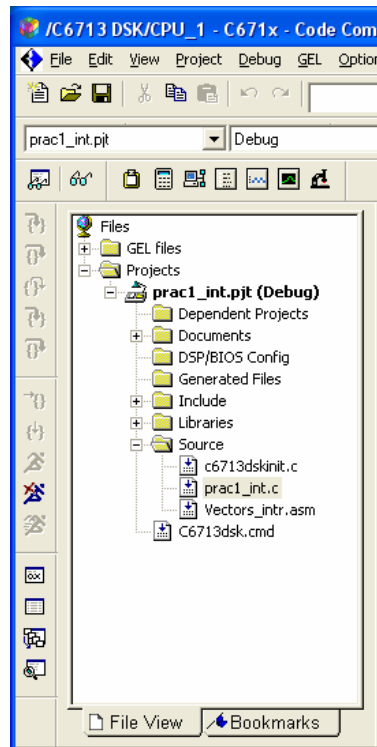 /C6713 DSK/CPU_1 - C671x - Code Com
File Edit View Project Debug GEL Option
prac1_int.pjt Debug
Files
GEL files
Projects
prac1_int.pjt (Debug)
Dependent Projects
Documents
DSP/BIOS Config
Generated Files
Include
Libraries
Source
c6713dskinit.c
prac1_int.c
Vectors_intr.asm
C6713dsk.cmd
File View Bookmarks